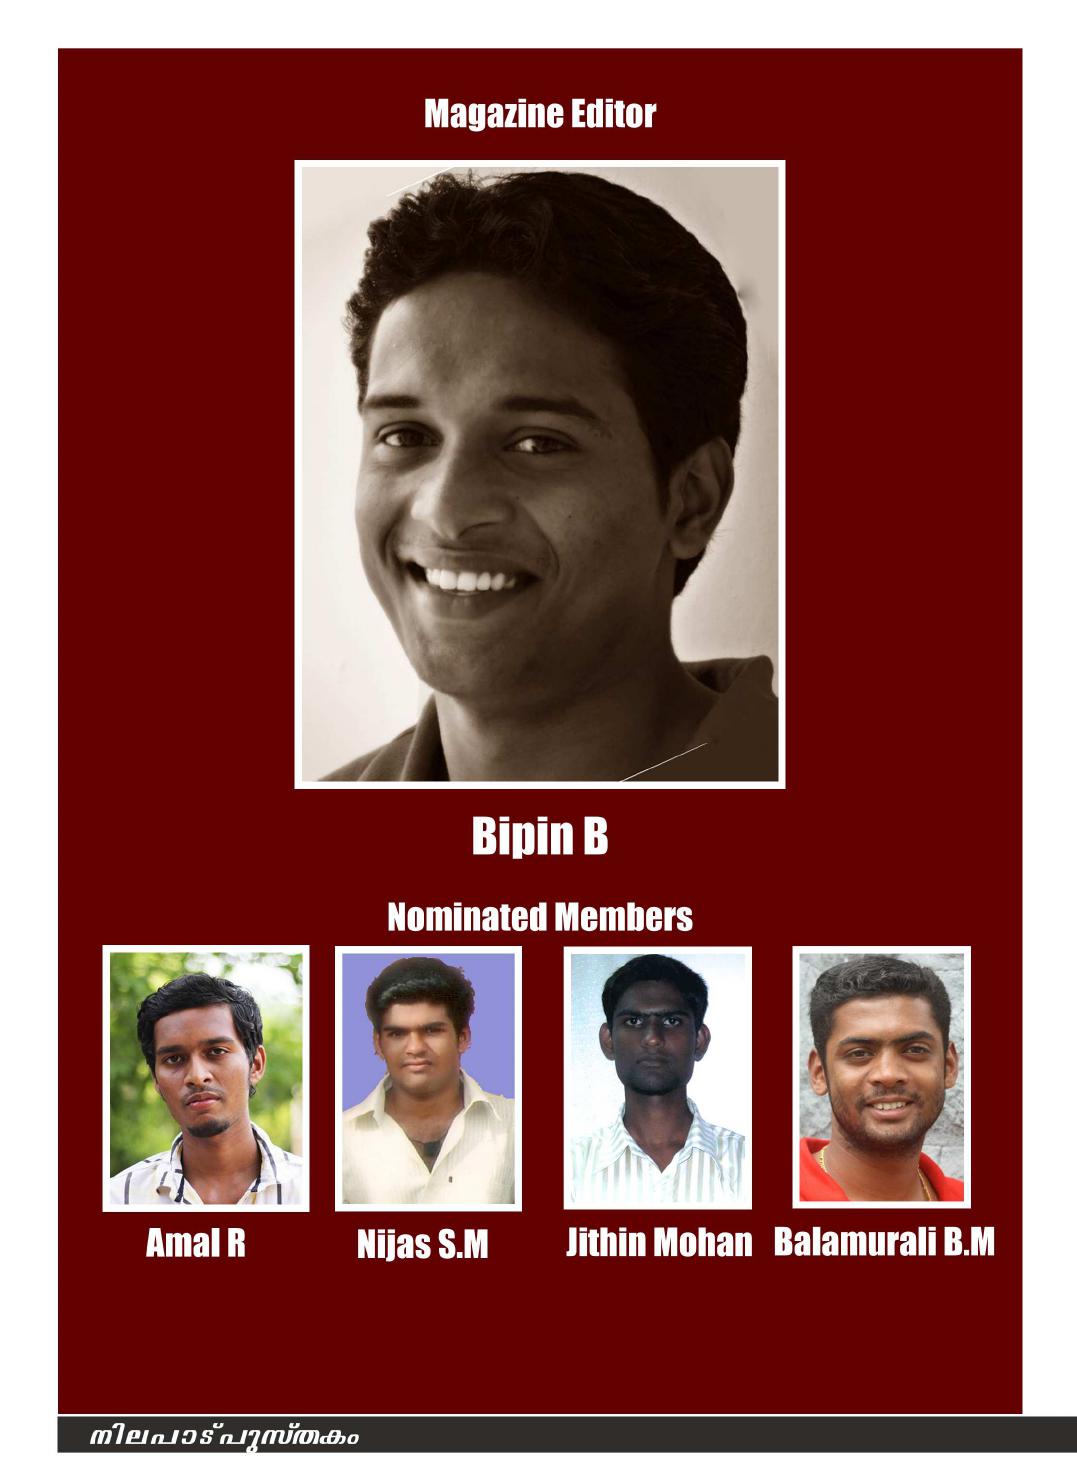 Magazine Editor
Bipin B
Nominated Members
Amal R
Nijas S.M
Jithin Mohan
Balamurali B.M
നിലപാട് പുസ്തകം